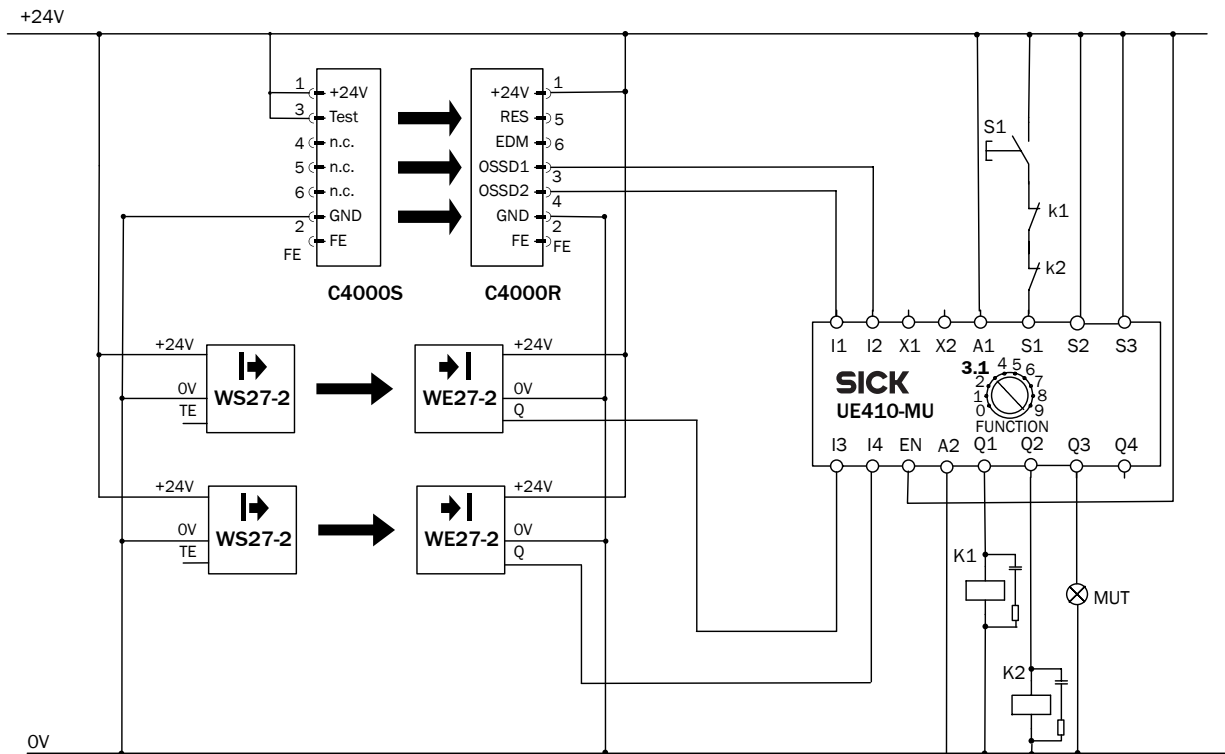 +24V
1 +24V
3 Test
4 n.c.
5 n.c.
6 n.c.
GND
2
FE
FE
C4000S
+24V 1
RES 5
EDM 6
OSSD1
3
OSSD2
4
GND
2
FE
FE
C4000R
S1
k1
k2
+24V
0V
TE
WS27-2
WE27-2
+24V
0V
Q
+24V
0V
TE
WS27-2
WE27-2
+24V
0V
Q
I1 I2 X1 X2 A1 S1 S2 S3
SICK
UE410-MU
3.1
0 1 2 4 5 6 7 8 9
FUNCTION
I3 I4 EN A2 Q1 Q2 Q3 Q4
K1
MUT
K2
0V